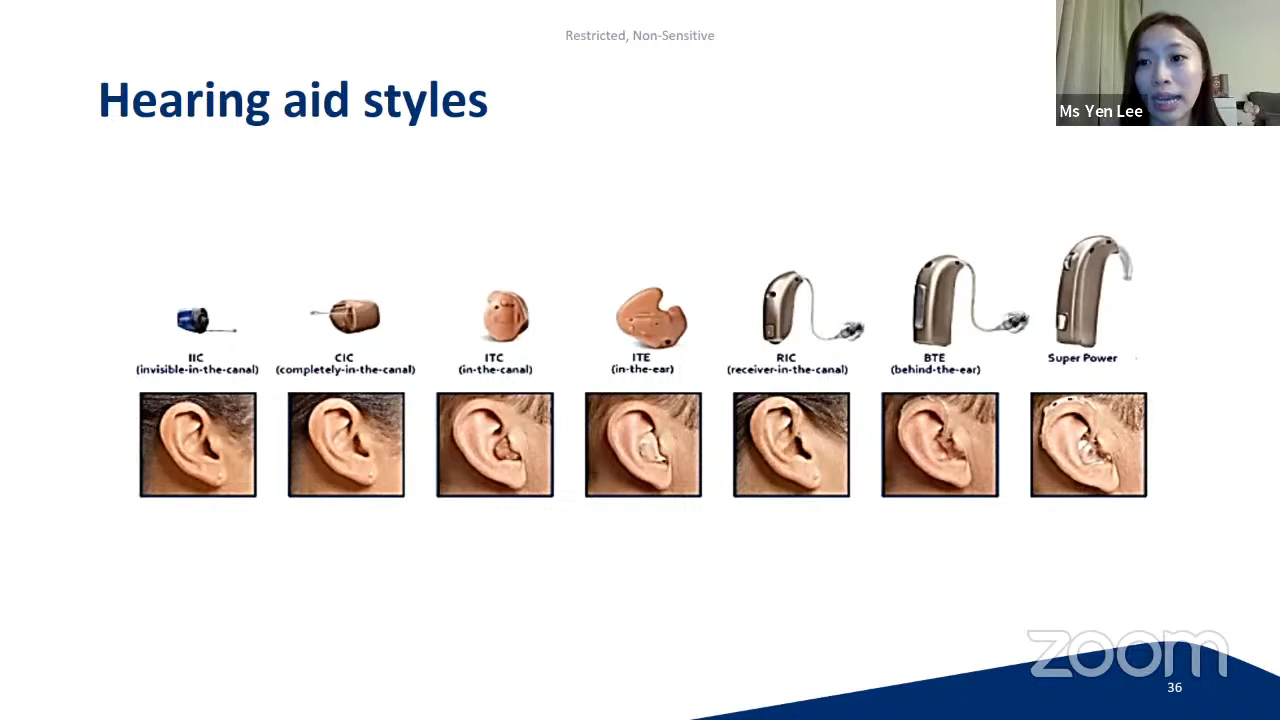 Restricted, Non-Sensitive
Ms Yen Lee
Hearing aid styles
IIC
(invisible-in-the-canal)
CIC
(completely-in-the-canal)
ITC
(in-the-canal)
ITE
(in-the-ear)
RIC
(receiver-in-the-canal)
BTE
(behind-the-ear)
Super Power
zoom
36